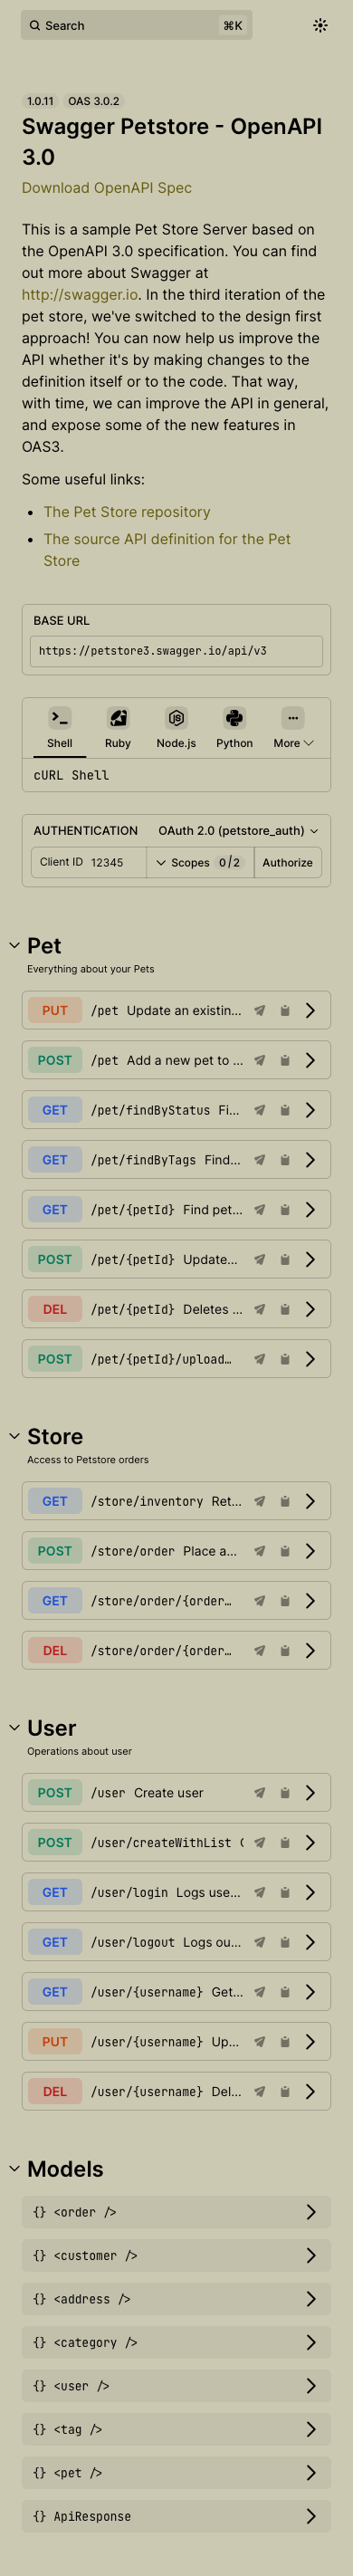 Search ⌘K
1.0.11 OAS 3.0.2
Swagger Petstore - OpenAPI
3.0
Download OpenAPI Spec
This is a sample Pet Store Server based on
the OpenAPI 3.0 specification. You can find
out more about Swagger at
http://swagger.io. In the third iteration of the
pet store, we've switched to the design first
approach! You can now help us improve the
API whether it's by making changes to the
definition itself or to the code. That way,
with time, we can improve the API in general,
and expose some of the new features in
OAS3.
Some useful links:
• The Pet Store repository
• The source API definition for the Pet
Store
BASE URL
https://petstore3.swagger.io/api/v3
Shell Ruby Node.js Python More
cURL Shell
AUTHENTICATION OAuth 2.0 (petstore_auth)
Client ID 12345 Scopes 0/2 Authorize
Pet
Everything about your Pets
PUT /pet Update an existin...
POST /pet Add a new pet to ...
GET /pet/findByStatus Fi...
GET /pet/findByTags Find...
GET /pet/{petId} Find pet...
POST /pet/{petId} Update...
DEL /pet/{petId} Deletes ...
POST /pet/{petId}/upload…
Store
Access to Petstore orders
GET /store/inventory Ret...
POST /store/order Place a...
GET /store/order/{order…
DEL /store/order/{order…
User
Operations about user
POST /user Create user
POST /user/createWithList
GET /user/login Logs use...
GET /user/logout Logs ou...
GET /user/{username} Get...
PUT /user/{username} Up...
DEL /user/{username} Del...
Models
{} <order />
{} <customer />
{} <address />
{} <category />
{} <user />
{} <tag />
{} <pet />
{} ApiResponse